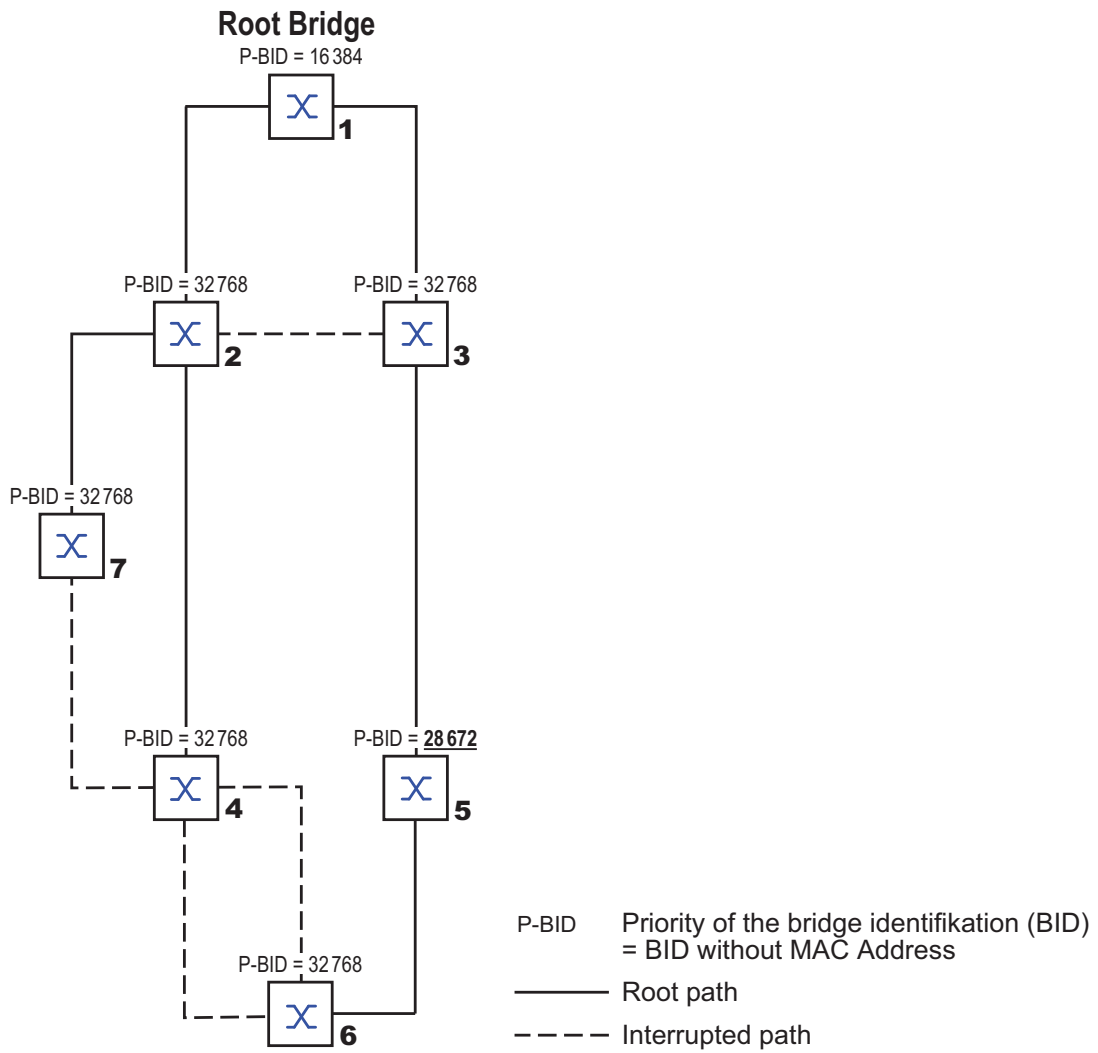 Root Bridge
P-BID = 16 384
1
P-BID = 32 768
P-BID = 32 768
2
3
P-BID = 32 768
7
P-BID = 32 768
P-BID = 28 672
4
5
P-BID Priority of the bridge identifikation (BID)
= BID without MAC Address
P-BID = 32 768
Root path
6
Interrupted path